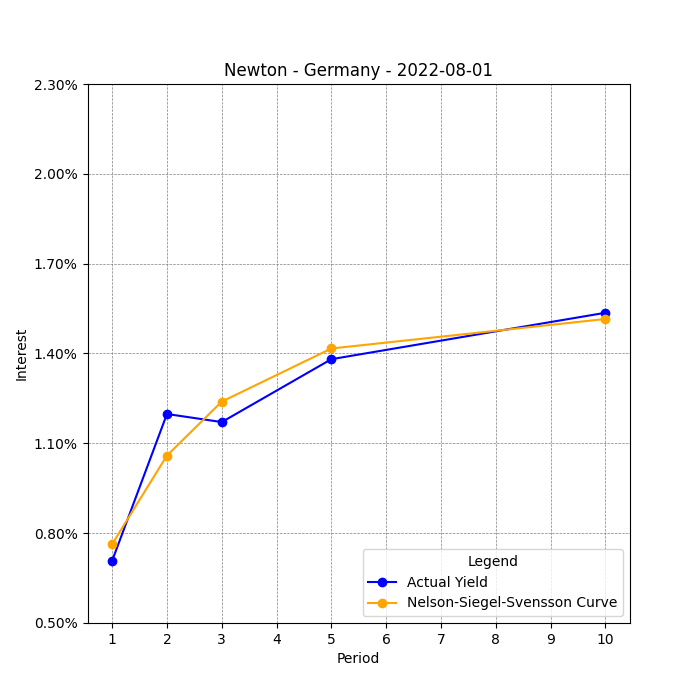 Newton - Germany - 2022-08-01
2.30%
2.00%
1.70%
1.40%
1.10%
0.80%
0.50%
Interest
1 2 3 4 5 6 7 8 9 10
Period
Legend
Actual Yield
Nelson-Siegel-Svensson Curve